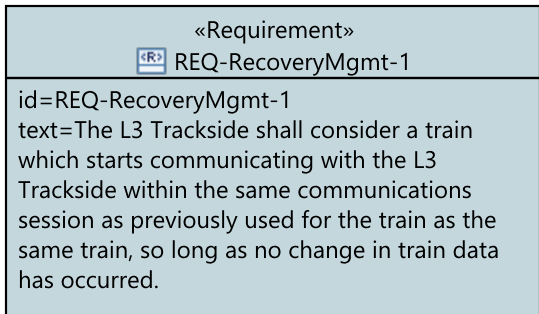 «Requirement»
<R> REQ-RecoveryMgmt-1
id=REQ-RecoveryMgmt-1
text=The L3 Trackside shall consider a train
which starts communicating with the L3
Trackside within the same communications
session as previously used for the train as the
same train, so long as no change in train data
has occurred.